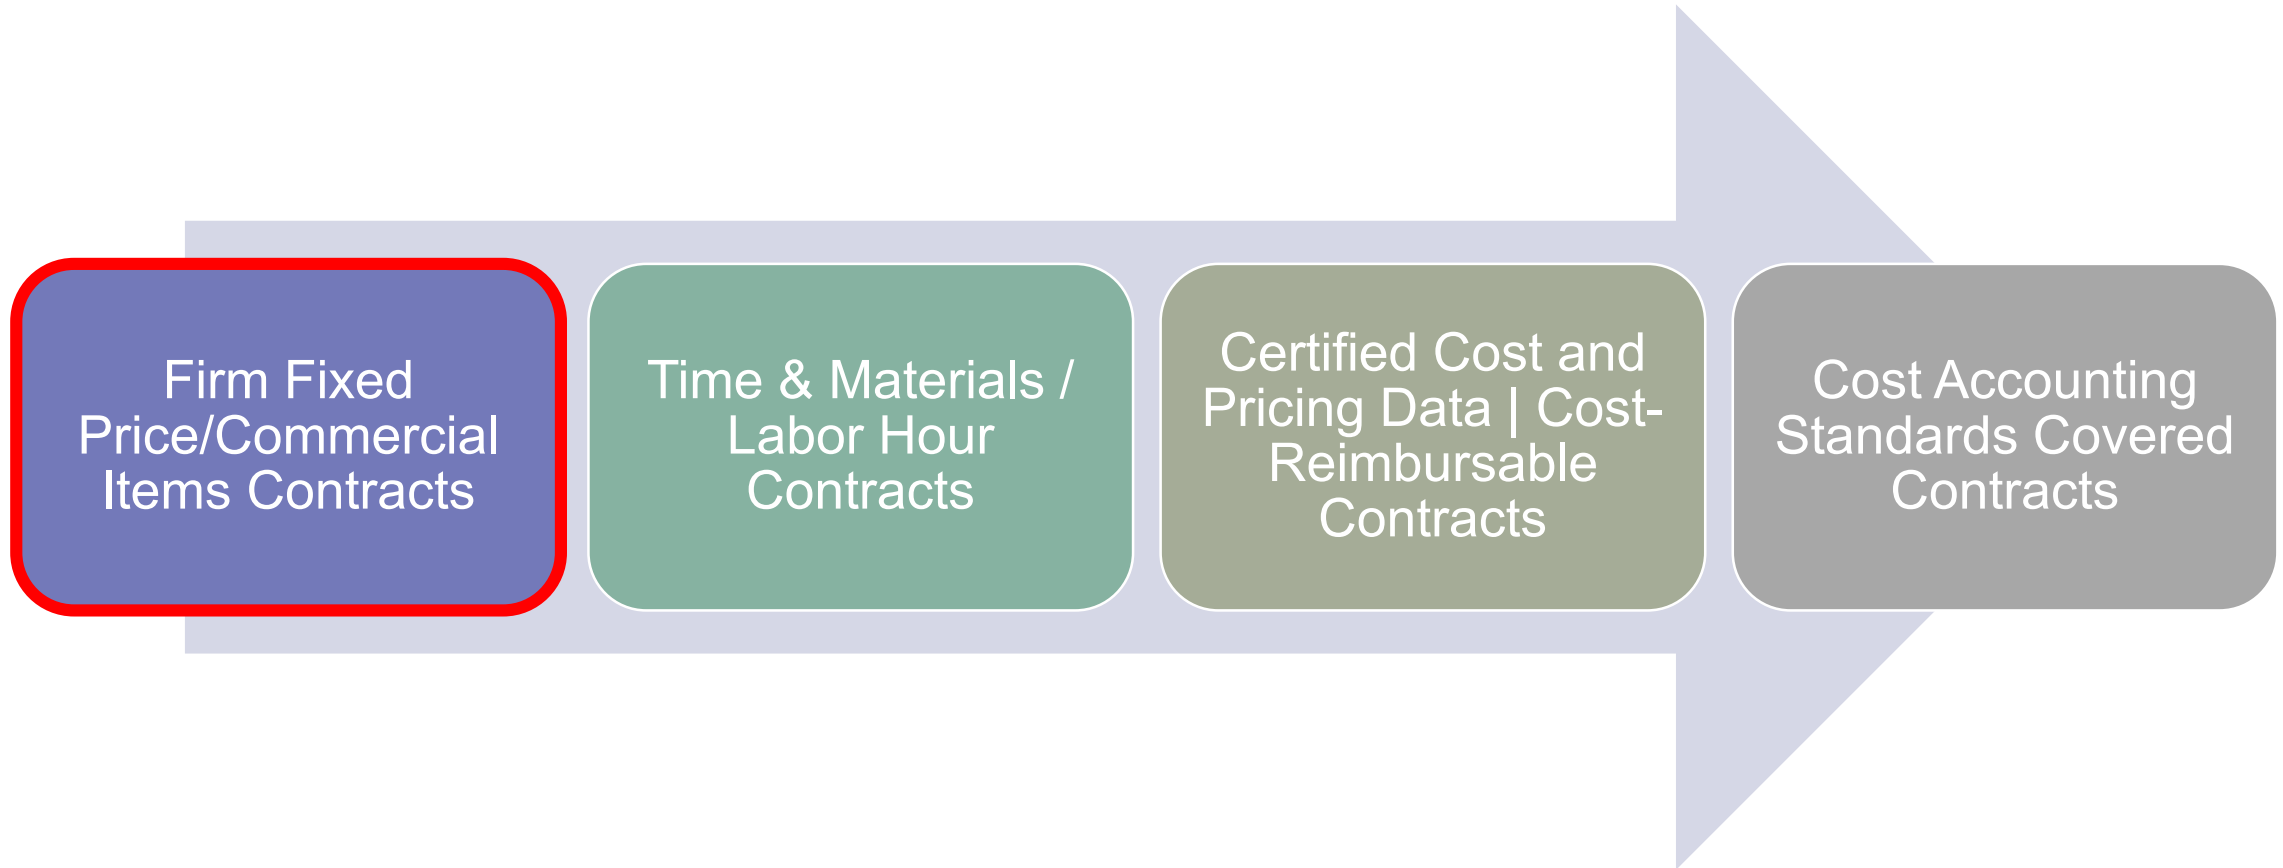 Firm Fixed
Price/Commercial
Items Contracts
Time & Materials /
Labor Hour
Contracts
Certified Cost and
Pricing Data | Cost-
Reimbursable
Contracts
Cost Accounting
Standards Covered
Contracts